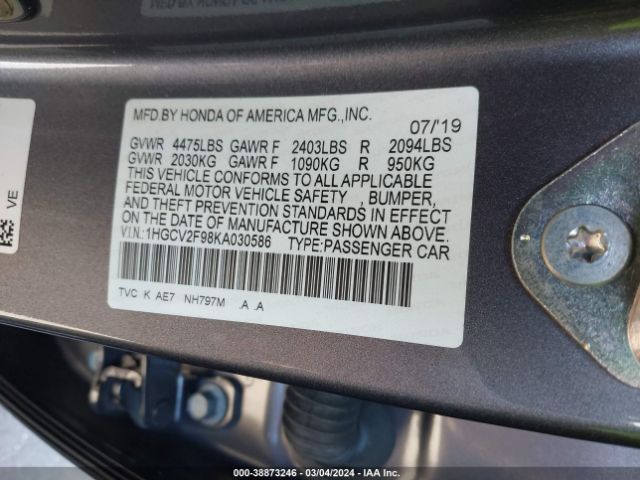 MFD.BY HONDA OF AMERICA MFG.,INC.
07/'19
GVWR 4475LBS GAWR F 2403LBS R 2094LBS
GVWR 2030KG GAWR F 1090KG R 950KG
THIS VEHICLE CONFORMS TO ALL APPLICABLE
FEDERAL MOTOR VEHICLE SAFETY , BUMPER,
AND THEFT PREVENTION STANDARDS IN EFFECT
ON THE DATE OF MANUFACTURE SHOWN ABOVE.
V.I.N.:1HGCV2F98KA030586 TYPE:PASSENGER CAR
TVC K AE7 NH797M .A .A
VE
000-38873246 - 03/04/2024 - IAA Inc.